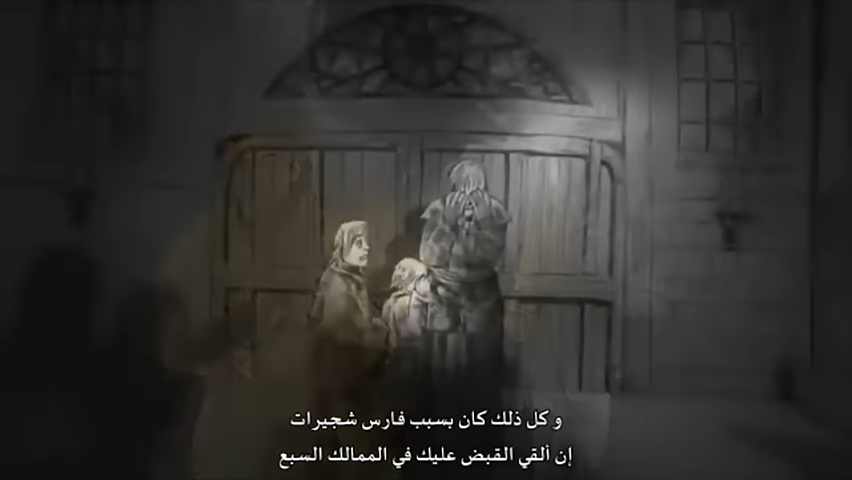 و كل ذلك كان بسبب فارس شجيرات
إن ألقي القبض عليك في الممالك السبع